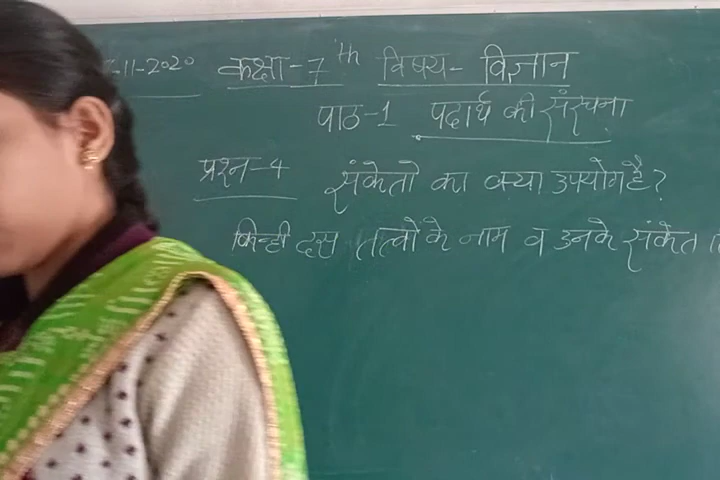 -11-2020 कक्षा-7th विषय- विज्ञान
पाठ-1 पदार्थ की संरचना
प्रश्न-4 संकेतो का क्या उपयोग है?
किन्ही दस तत्वों के नाम व उनके संकेत